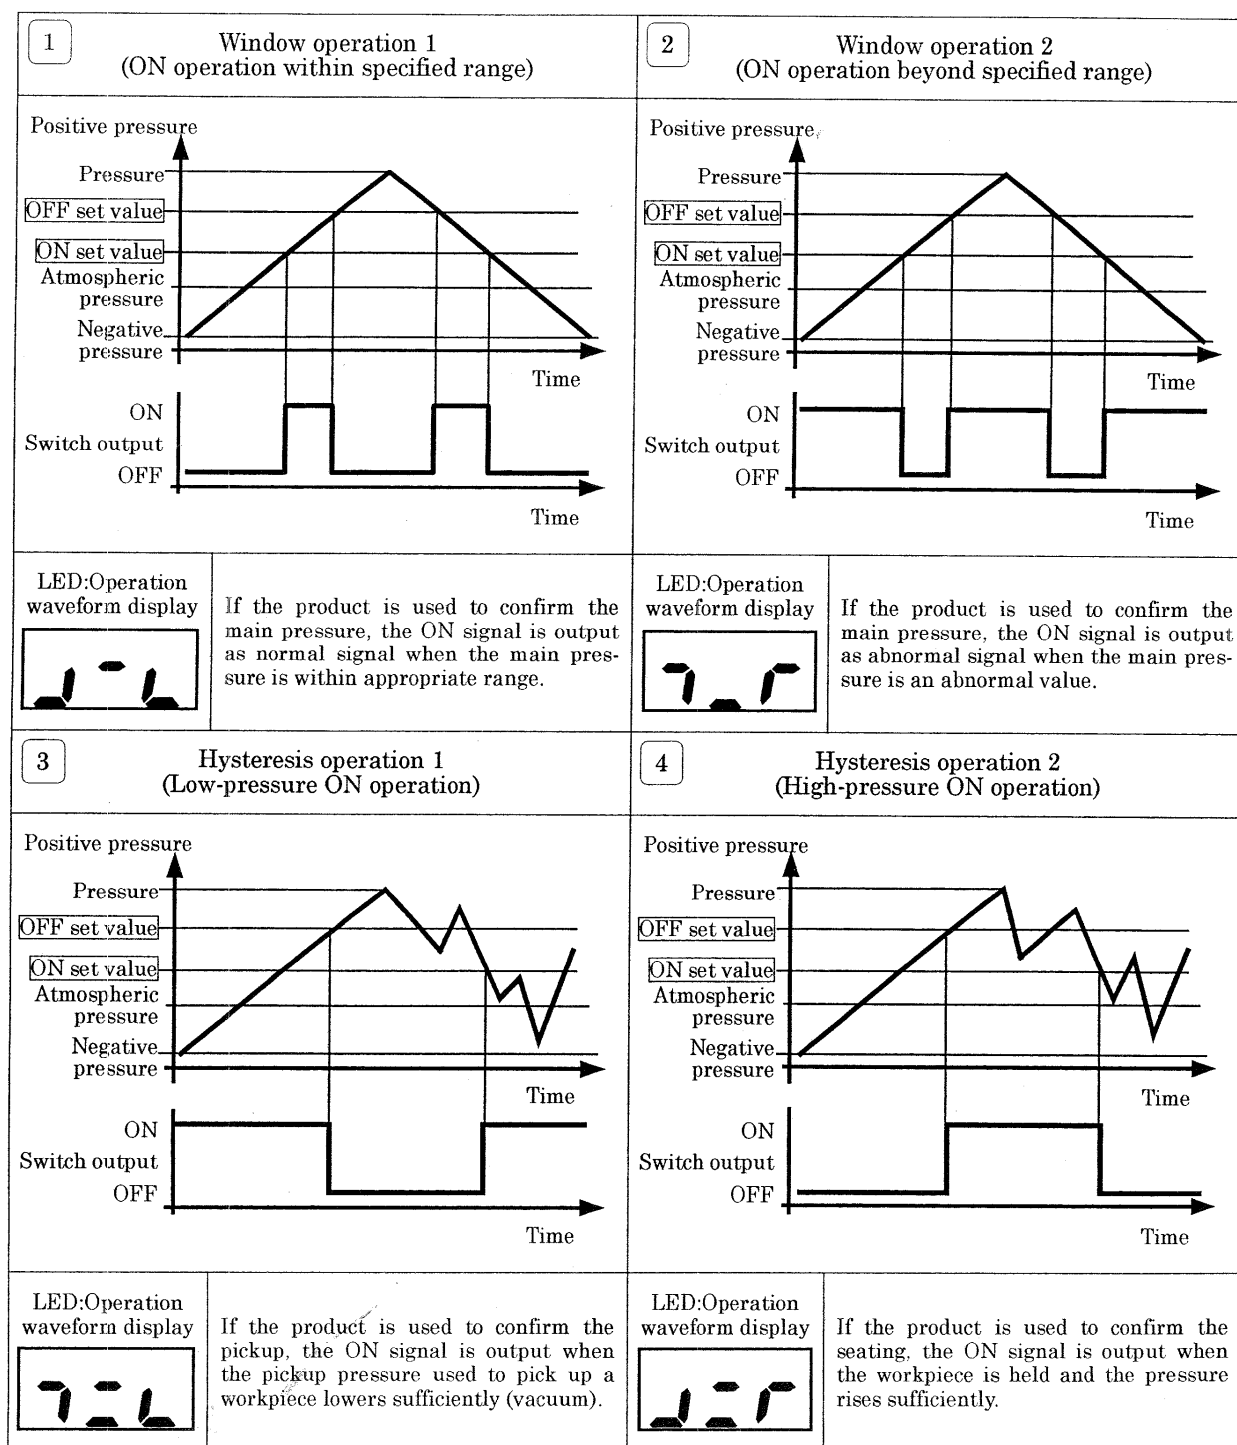 1
Window operation 1
(ON operation within specified range)
Positive pressure
Pressure
OFF set value
ON set value
Atmospheric
pressure
Negative
pressure
Time
ON
Switch output
OFF
Time
LED:Operation
waveform display
If the product is used to confirm the
main pressure, the ON signal is output
as normal signal when the main pres-
sure is within appropriate range.
2
Window operation 2
(ON operation beyond specified range)
Positive pressure
Pressure
OFF set value
ON set value
Atmospheric
pressure
Negative
pressure
Time
ON
Switch output
OFF
Time
LED:Operation
waveform display
If the product is used to confirm the
main pressure, the ON signal is output
as abnormal signal when the main pres-
sure is an abnormal value.
3
Hysteresis operation 1
(Low-pressure ON operation)
Positive pressure
Pressure
OFF set value
ON set value
Atmospheric
pressure
Negative
pressure
Time
ON
Switch output
OFF
Time
LED:Operation
waveform display
If the product is used to confirm the
pickup, the ON signal is output when
the pickup pressure used to pick up a
workpiece lowers sufficiently (vacuum).
4
Hysteresis operation 2
(High-pressure ON operation)
Positive pressure
Pressure
OFF set value
ON set value
Atmospheric
pressure
Negative
pressure
Time
ON
Switch output
OFF
Time
LED:Operation
waveform display
If the product is used to confirm the
seating, the ON signal is output when
the workpiece is held and the pressure
rises sufficiently.